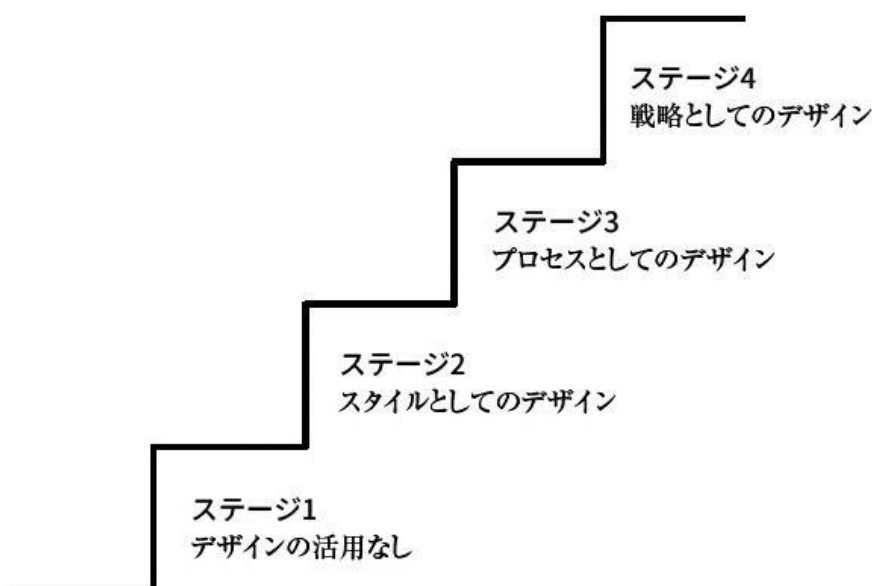 ステージ4
戦略としてのデザイン
ステージ3
プロセスとしてのデザイン
ステージ2
スタイルとしてのデザイン
ステージ1
デザインの活用なし